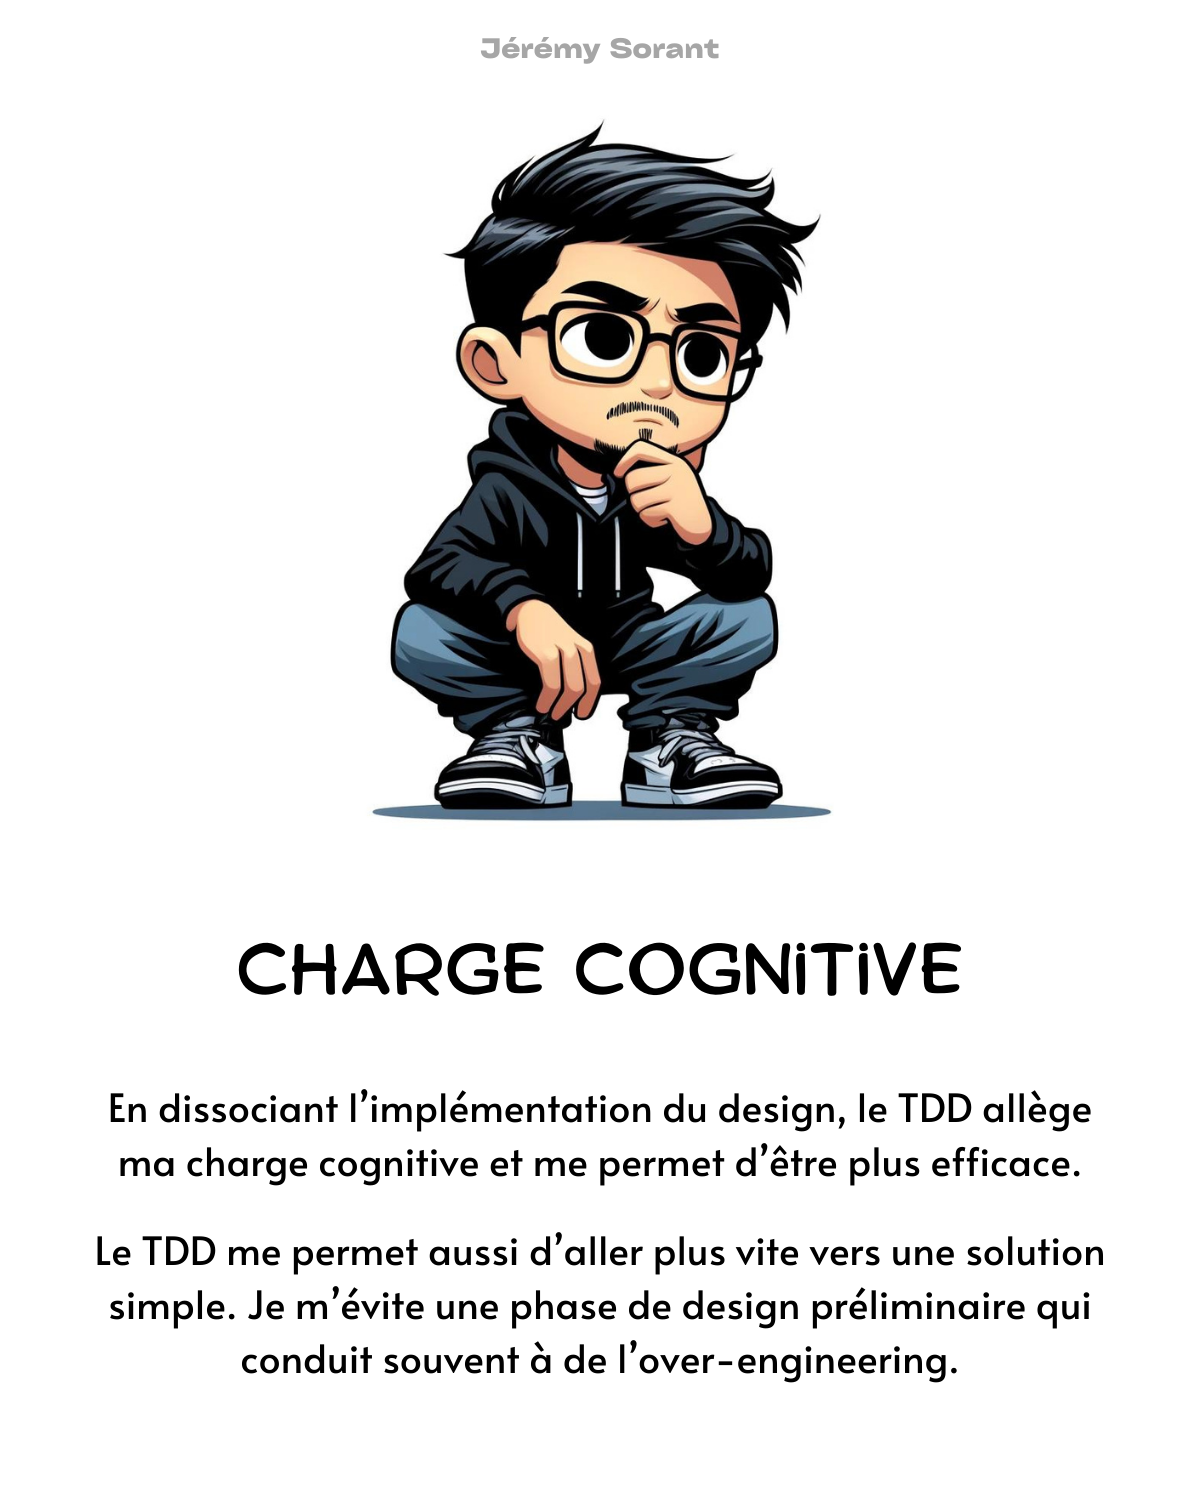 Jérémy Sorant
CHARGE COGNiTiVE
En dissociant l’implémentation du design, le TDD allège
ma charge cognitive et me permet d’être plus efficace.
Le TDD me permet aussi d’aller plus vite vers une solution
simple. Je m’évite une phase de design préliminaire qui
conduit souvent à de l’over-engineering.